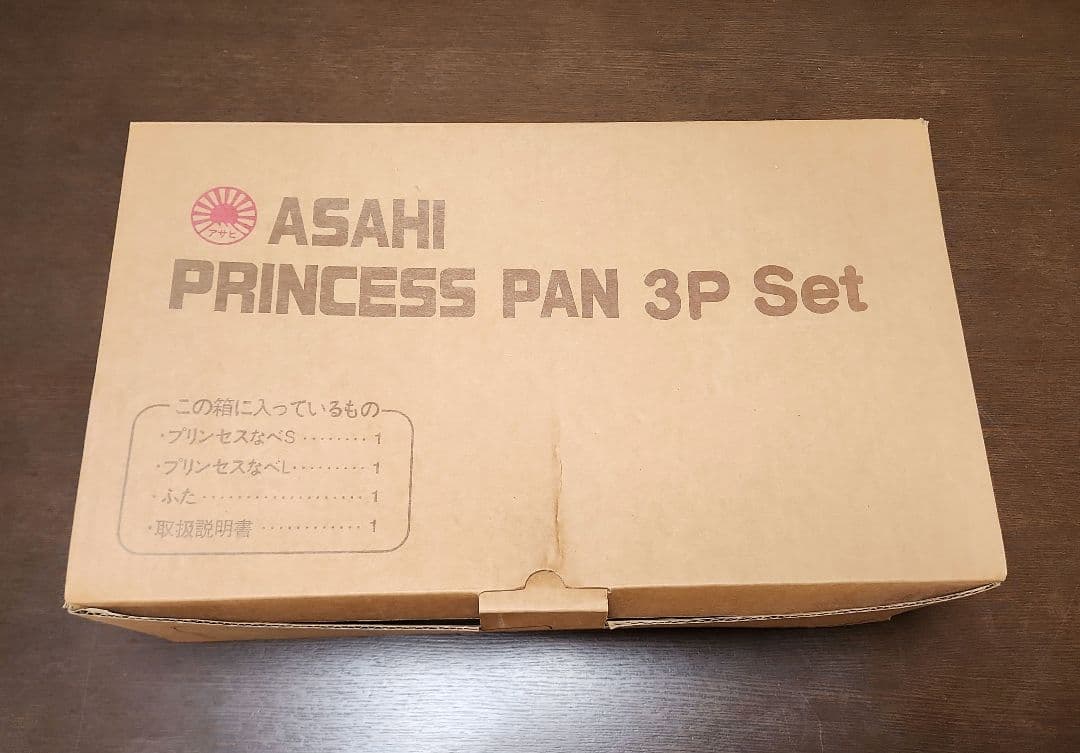 アサヒ
ASAHI
PRINCESS PAN 3P Set
この箱に入っているもの
・プリンセスなべS ········ 1
・プリンセスなべL ········· 1
・ふた ···················· 1
・取扱説明書 ············ 1